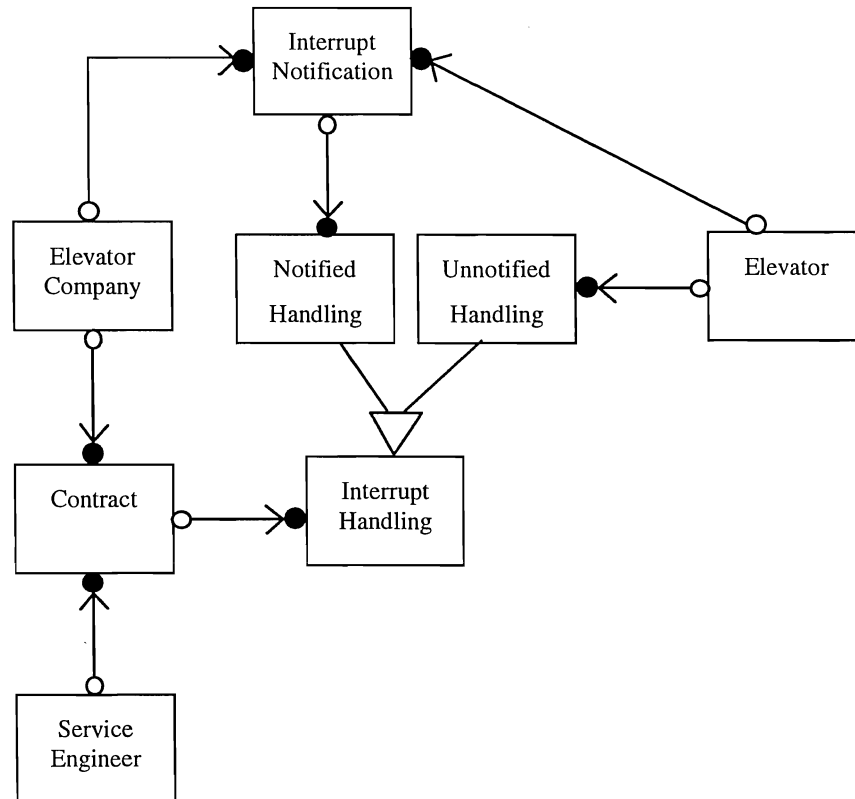 Interrupt
Notification
Elevator
Company
Notified
Handling
Unnotified
Handling
Elevator
Contract
Interrupt
Handling
Service
Engineer